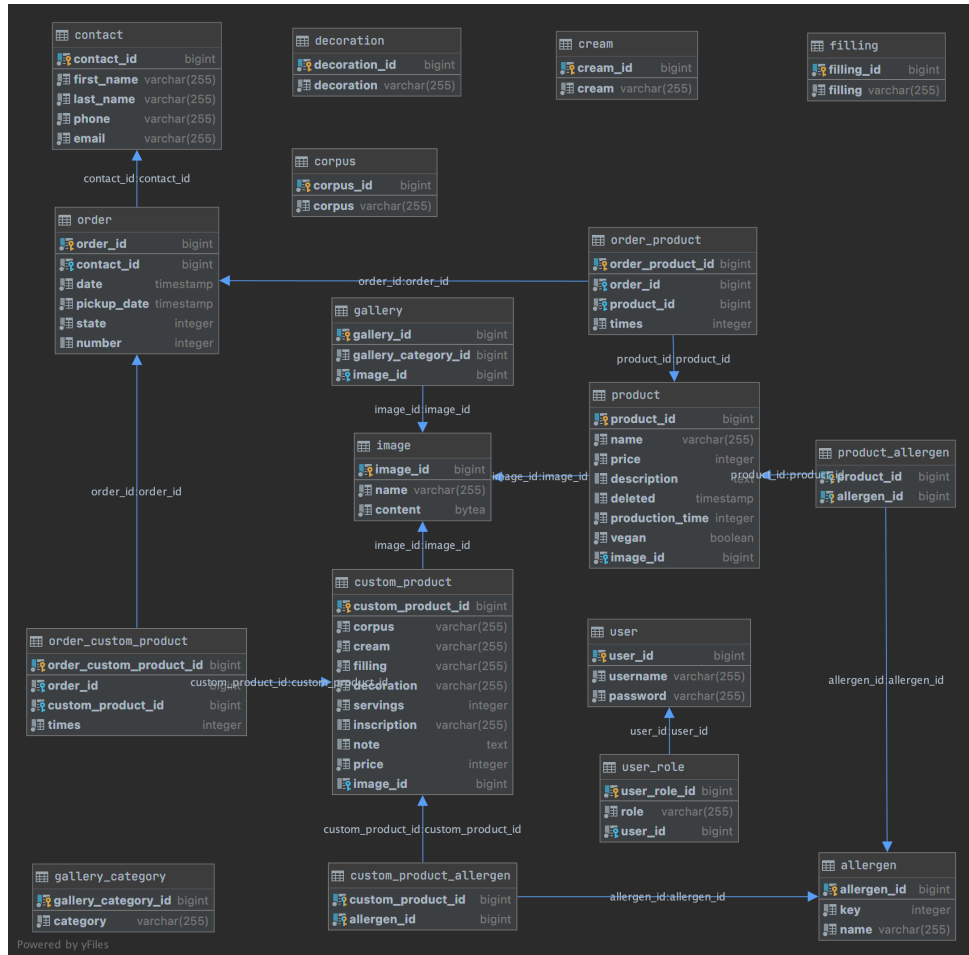 contact
contact_id bigint
first_name varchar(255)
last_name varchar(255)
phone varchar(255)
email varchar(255)
decoration
decoration_id bigint
decoration varchar(255)
cream
cream_id bigint
cream varchar(255)
filling
filling_id bigint
filling varchar(255)
corpus
corpus_id bigint
corpus varchar(255)
contact_id:contact_id
order
order_id bigint
contact_id bigint
date timestamp
pickup_date timestamp
state integer
number integer
order_product
order_product_id bigint
order_id bigint
product_id bigint
times integer
order_id:order_id
gallery
gallery_id bigint
gallery_category_id bigint
image_id bigint
product_id:product_id
image_id:image_id
product
product_id bigint
name varchar(255)
price integer
description text
deleted timestamp
production_time integer
vegan boolean
image_id bigint
image
image_id bigint
name varchar(255)
content bytea
image_id:image_id
product_id:product_id
product_allergen
product_id bigint
allergen_id bigint
order_id:order_id
image_id:image_id
custom_product
custom_product_id bigint
corpus varchar(255)
cream varchar(255)
filling varchar(255)
decoration varchar(255)
servings integer
inscription varchar(255)
note text
price integer
image_id bigint
order_custom_product
order_custom_product_id bigint
order_id bigint
custom_product_id bigint
times integer
custom_product_id:custom_product_id
user
user_id bigint
username varchar(255)
password varchar(255)
allergen_id:allergen_id
user_id:user_id
user_role
user_role_id bigint
role varchar(255)
user_id bigint
custom_product_id:custom_product_id
gallery_category
gallery_category_id bigint
category varchar(255)
custom_product_allergen
custom_product_id bigint
allergen_id bigint
allergen_id:allergen_id
allergen
allergen_id bigint
key integer
name varchar(255)
Powered by yFiles